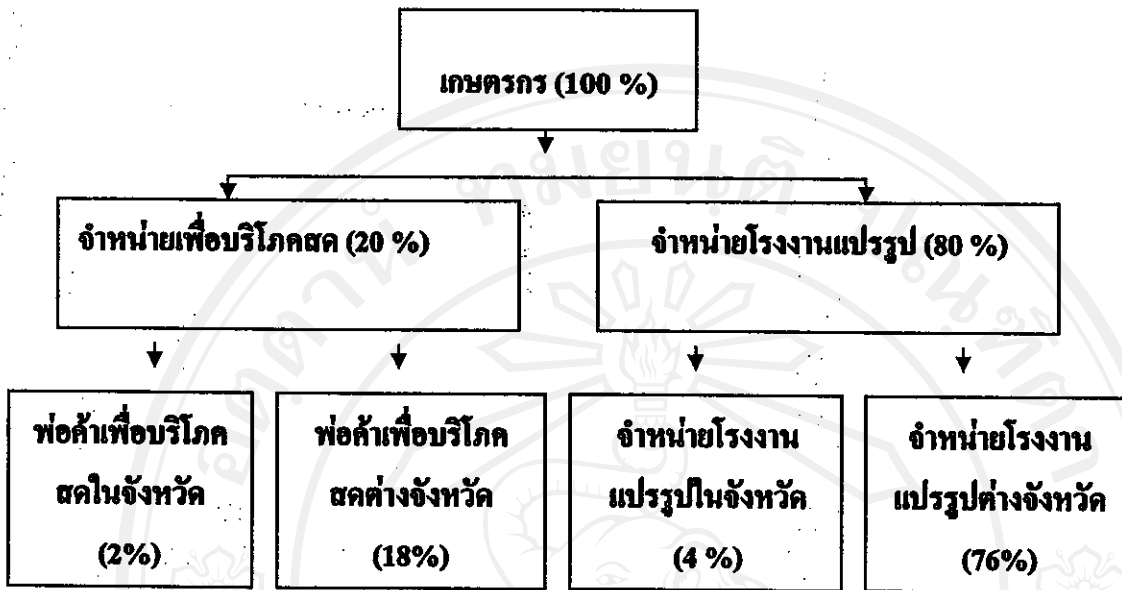 เกษตรกร (100 %)
จำหน่ายเพื่อบริโภคสด (20 %)
จำหน่ายโรงงานแปรรูป (80 %)
พ่อค้าเพื่อบริโภค
สดในจังหวัด
(2%)
พ่อค้าเพื่อบริโภค
สดต่างจังหวัด
(18%)
จำหน่ายโรงงาน
แปรรูปในจังหวัด
(4 %)
จำหน่ายโรงงาน
แปรรูปต่างจังหวัด
(76%)